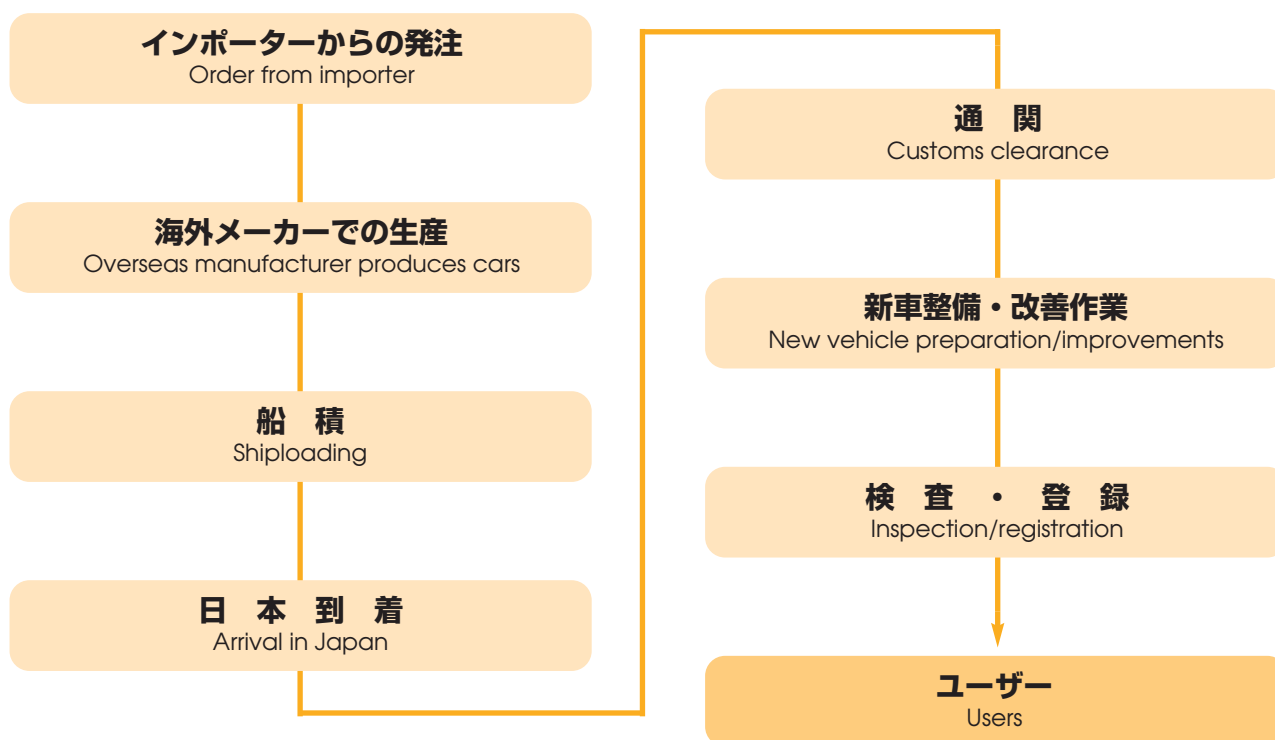 インポーターからの発注
Order from importer
海外メーカーでの生産
Overseas manufacturer produces cars
船 積
Shiploading
日 本 到 着
Arrival in Japan
通 関
Customs clearance
新車整備・改善作業
New vehicle preparation/improvements
検 査 ・ 登 録
Inspection/registration
ユーザー
Users